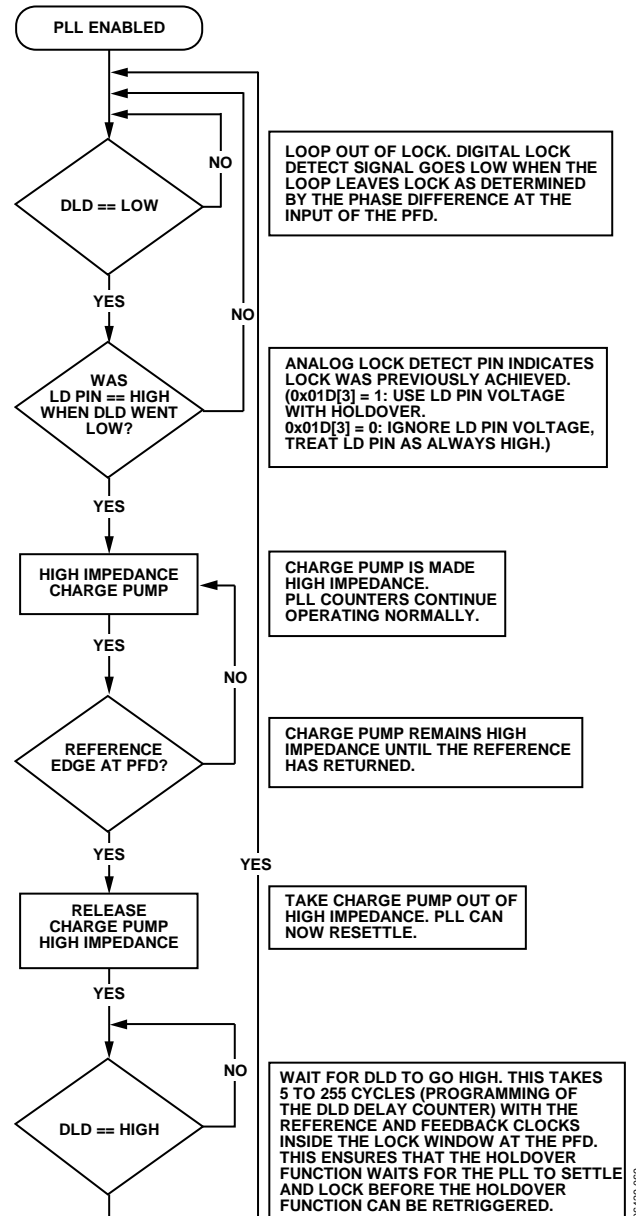 PLL ENABLED
NO
DLD == LOW
LOOP OUT OF LOCK. DIGITAL LOCK
DETECT SIGNAL GOES LOW WHEN THE
LOOP LEAVES LOCK AS DETERMINED
BY THE PHASE DIFFERENCE AT THE
INPUT OF THE PFD.
YES
NO
WAS
LD PIN == HIGH
WHEN DLD WENT
LOW?
ANALOG LOCK DETECT PIN INDICATES
LOCK WAS PREVIOUSLY ACHIEVED.
(0x01D[3] = 1: USE LD PIN VOLTAGE
WITH HOLDOVER.
0x01D[3] = 0: IGNORE LD PIN VOLTAGE,
TREAT LD PIN AS ALWAYS HIGH.)
YES
HIGH IMPEDANCE
CHARGE PUMP
CHARGE PUMP IS MADE
HIGH IMPEDANCE.
PLL COUNTERS CONTINUE
OPERATING NORMALLY.
YES
NO
REFERENCE
EDGE AT PFD?
CHARGE PUMP REMAINS HIGH
IMPEDANCE UNTIL THE REFERENCE
HAS RETURNED.
YES
YES
RELEASE
CHARGE PUMP
HIGH IMPEDANCE
TAKE CHARGE PUMP OUT OF
HIGH IMPEDANCE. PLL CAN
NOW RESETTLE.
YES
NO
DLD == HIGH
WAIT FOR DLD TO GO HIGH. THIS TAKES
5 TO 255 CYCLES (PROGRAMMING OF
THE DLD DELAY COUNTER) WITH THE
REFERENCE AND FEEDBACK CLOCKS
INSIDE THE LOCK WINDOW AT THE PFD.
THIS ENSURES THAT THE HOLDOVER
FUNCTION WAITS FOR THE PLL TO SETTLE
AND LOCK BEFORE THE HOLDOVER
FUNCTION CAN BE RETRIGGERED.